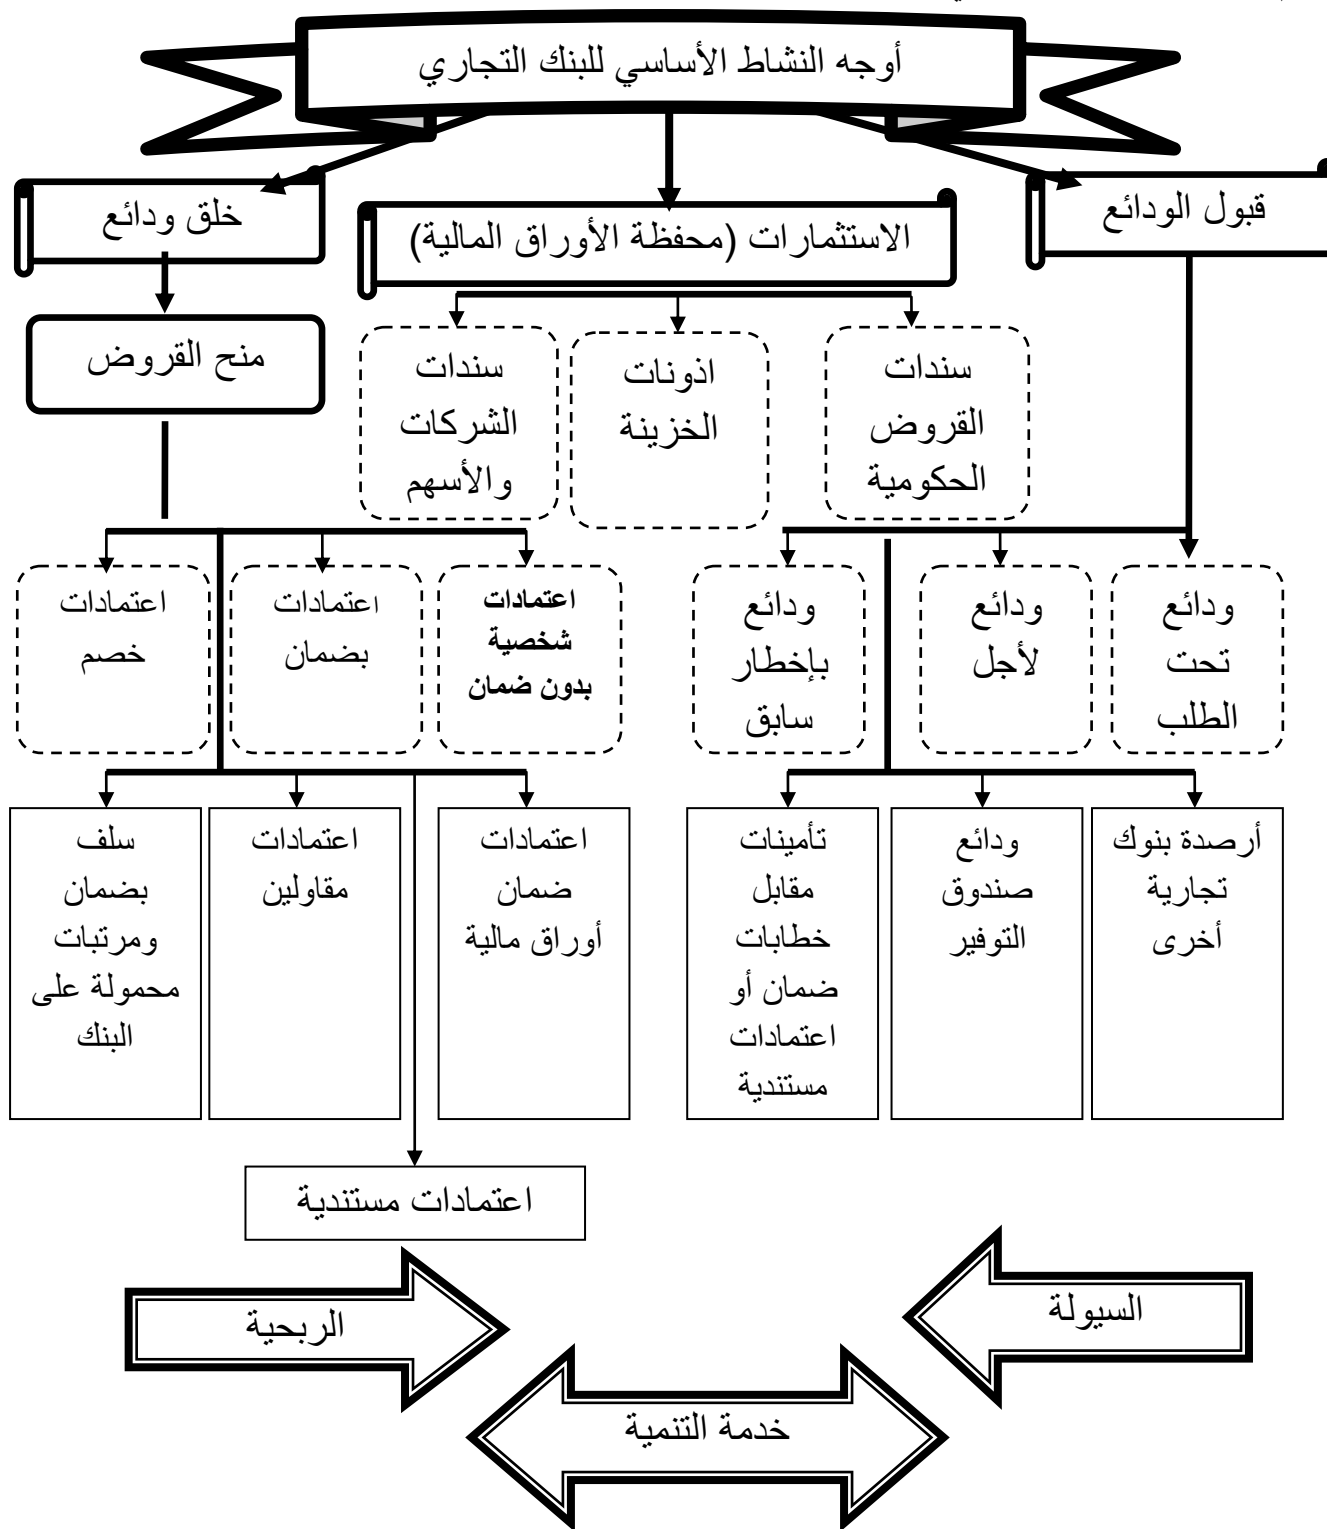 أوجه النشاط الأساسي للبنك التجاري
قبول الودائع
الاستثمارات (محفظة الأوراق المالية)
خلق ودائع
منح القروض
سندات
القروض
الحكومية
اذونات
الخزينة
سندات
الشركات
والأسهم
ودائع
تحت
الطلب
ودائع
لأجل
ودائع
بإخطار
سابق
اعتمادات
شخصية
بدون ضمان
اعتمادات
بضمان
اعتمادات
خصم
أرصدة بنوك
تجارية
أخرى
ودائع
صندوق
التوفير
تأمينات
مقابل
خطابات
ضمان أو
اعتمادات
مستندية
اعتمادات
ضمان
أوراق مالية
اعتمادات
مقاولين
سلف
بضمان
ومرتبات
محمولة على
البنك
اعتمادات مستندية
السيولة
الربحية
خدمة التنمية